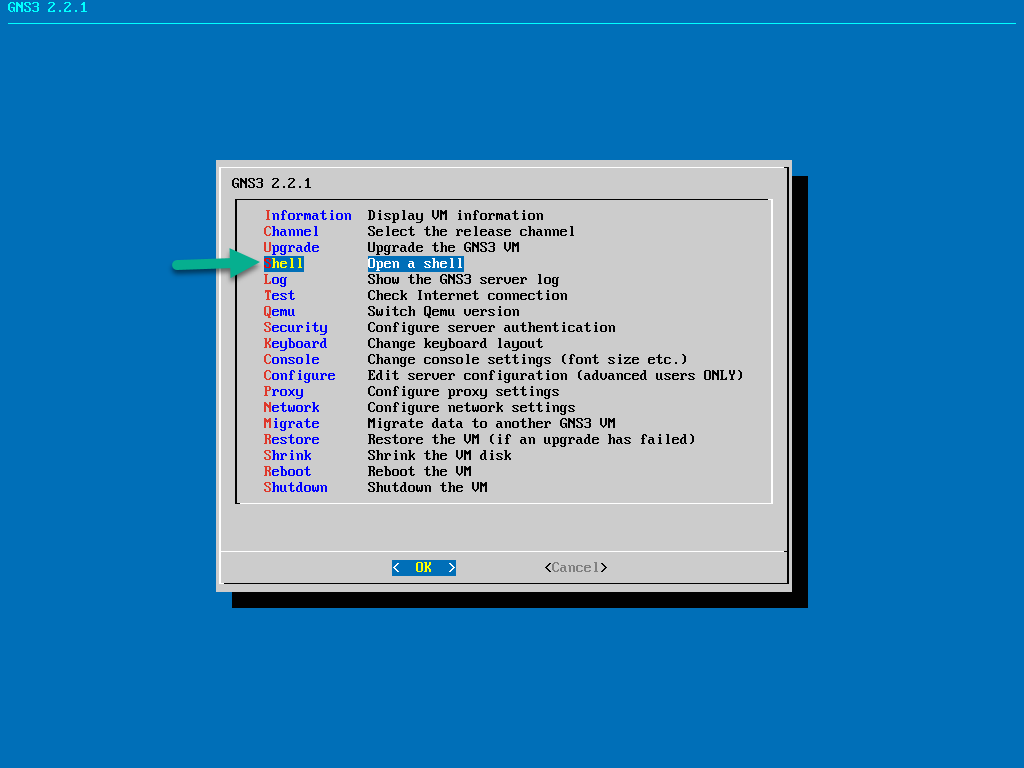 GNS3 2.2.1
GNS3 2.2.1
Information Display VM information
Channel Select the release channel
Upgrade Upgrade the GNS3 VM
Shell Open a shell
Log Show the GNS3 server log
Test Check Internet connection
Qemu Switch Qemu version
Security Configure server authentication
Keyboard Change keyboard layout
Console Change console settings (font size etc.)
Configure Edit server configuration (advanced users ONLY)
Proxy Configure proxy settings
Network Configure network settings
Migrate Migrate data to another GNS3 VM
Restore Restore the VM (if an upgrade has failed)
Shrink Shrink the VM disk
Reboot Reboot the VM
Shutdown Shutdown the VM
< OK > <Cancel>